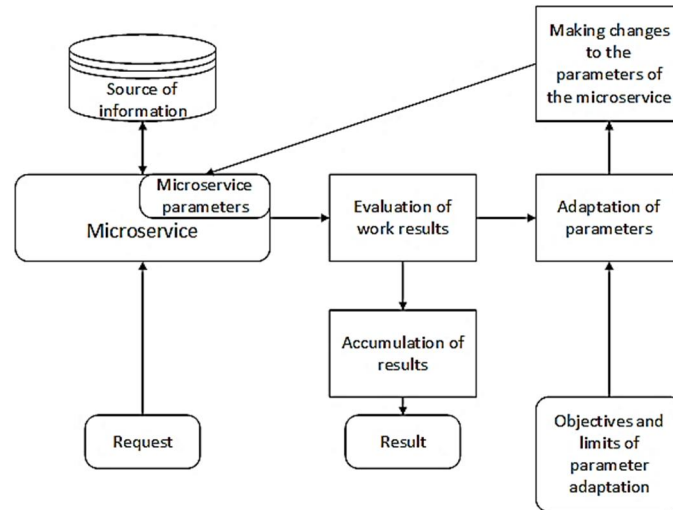 Source of
information
Making changes
to the
parameters of
the microservice
Microservice
parameters
Microservice
Evaluation of
work results
Adaptation of
parameters
Accumulation of
results
Request
Result
Objectives and
limits of
parameter
adaptation